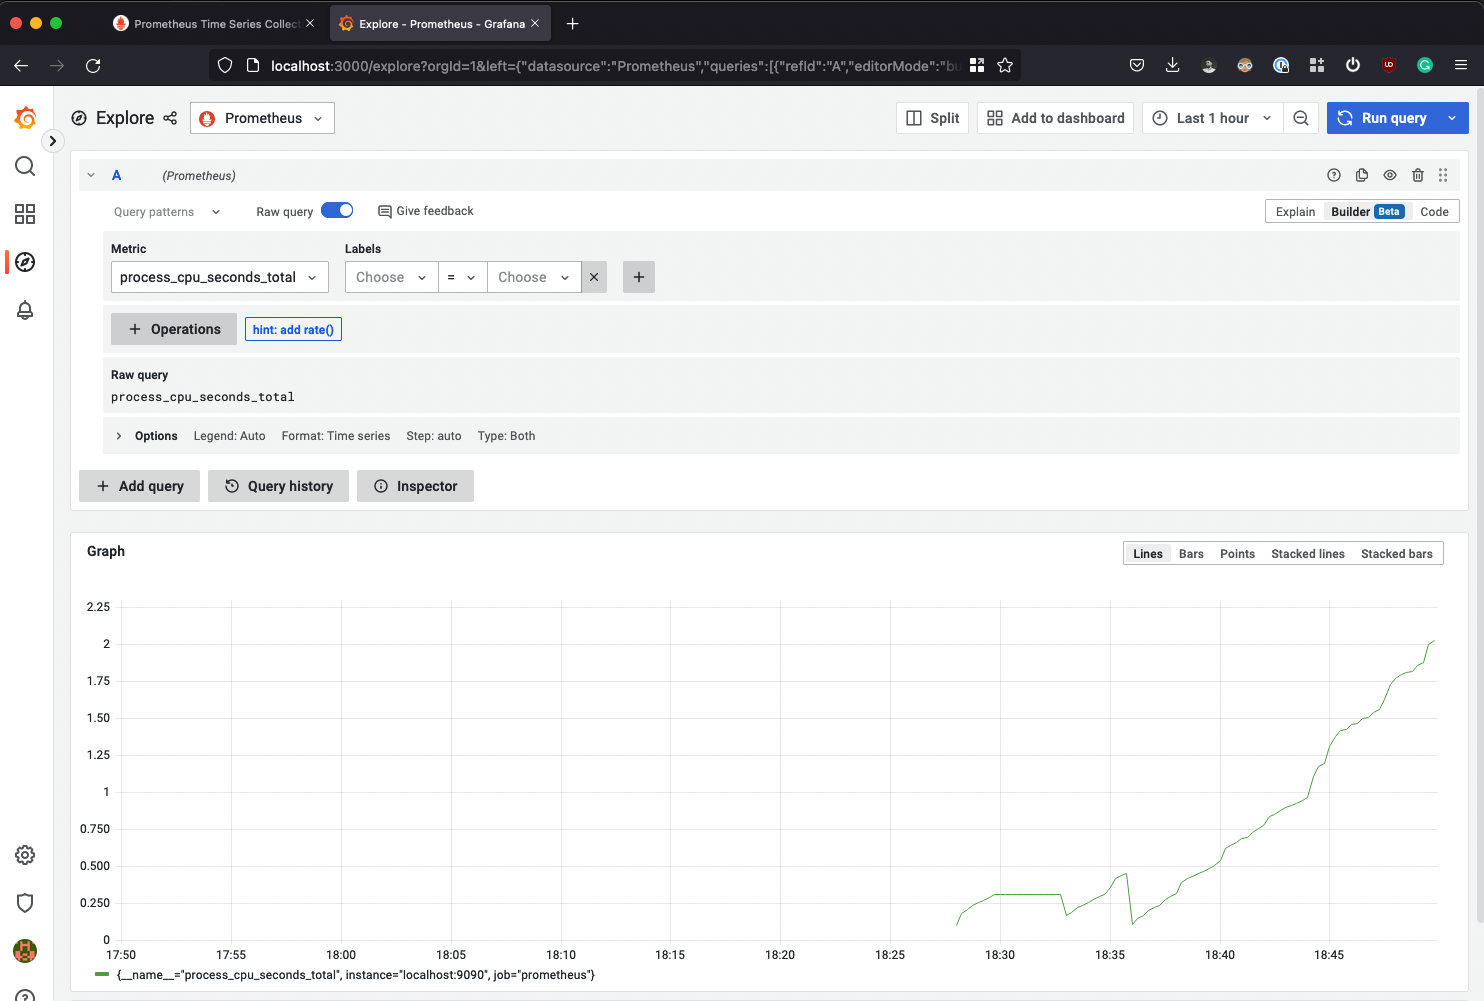 Prometheus Time Series Collect
Explore - Prometheus - Grafana
localhost:3000/explore?orgId=1&left={"datasource":"Prometheus","queries":[{"refId":"A","editorMode":"bu
Explore
Prometheus
Split
Add to dashboard
Last 1 hour
Run query
A
(Prometheus)
Query patterns
Raw query
Give feedback
Explain
Builder
Beta
Code
Metric
Labels
process_cpu_seconds_total
Choose
=
Choose
+ Operations
hint: add rate()
Raw query
process_cpu_seconds_total
Options
Legend: Auto
Format: Time series
Step: auto
Type: Both
+ Add query
Query history
Inspector
Graph
Lines
Bars
Points
Stacked lines
Stacked bars
2.25
2
1.75
1.50
1.25
1
0.750
0.500
0.250
0
17:50
17:55
18:00
18:05
18:10
18:15
18:20
18:25
18:30
18:35
18:40
18:45
{__name__="process_cpu_seconds_total", instance="localhost:9090", job="prometheus"}